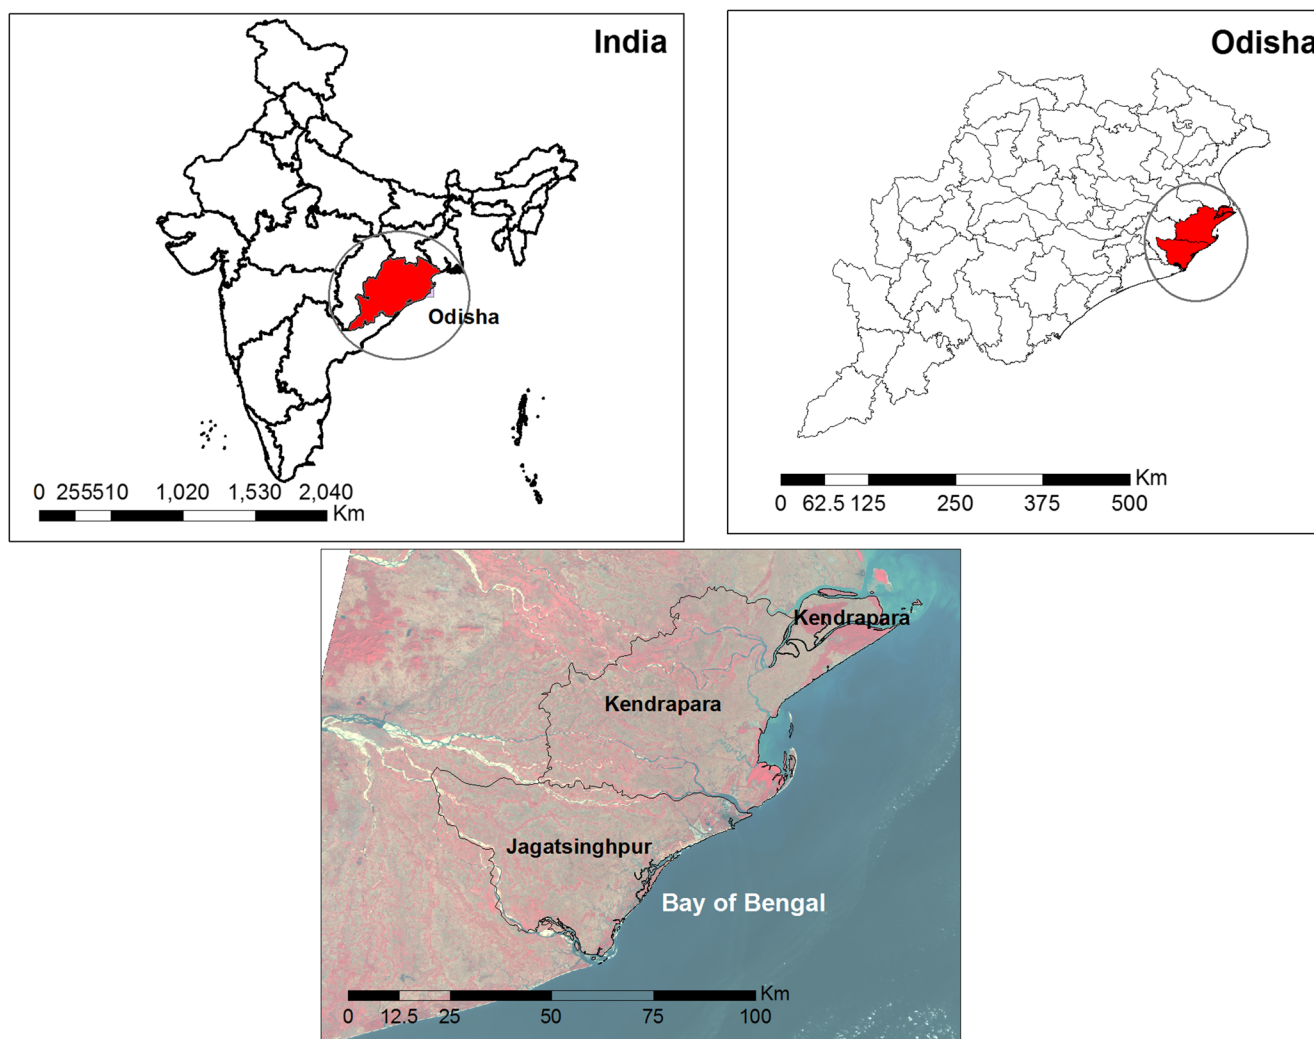 India
Odisha
0 255510 1,020 1,530 2,040
Km
Odisha
Km
0 62.5 125 250 375 500
Kendrapara
Kendrapara
Jagatsinghpur
Bay of Bengal
Km
0 12.5 25 50 75 100